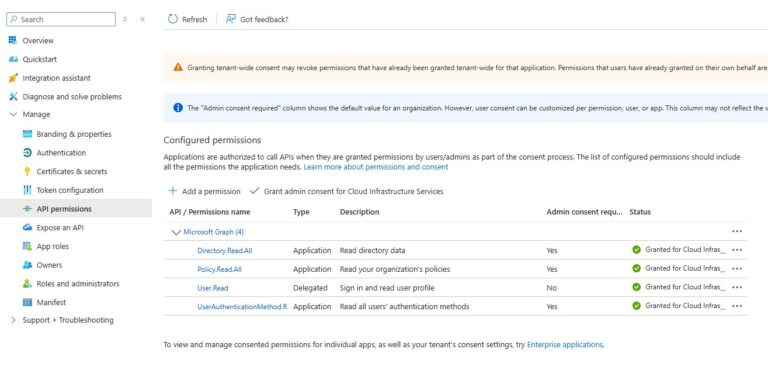 Search
Refresh
Got feedback?
Overview
Quickstart
Integration assistant
Diagnose and solve problems
Manage
Branding & properties
Authentication
Certificates & secrets
Token configuration
API permissions
Expose an API
App roles
Owners
Roles and administrators
Manifest
Support + Troubleshooting
Granting tenant-wide consent may revoke permissions that have already been granted tenant-wide for that application. Permissions that users have already granted on their own behalf are
The "Admin consent required" column shows the default value for an organization. However, user consent can be customized per permission, user, or app. This column may not reflect the v
Configured permissions
Applications are authorized to call APIs when they are granted permissions by users/admins as part of the consent process. The list of configured permissions should include
all the permissions the application needs. Learn more about permissions and consent
Add a permission Grant admin consent for Cloud Infrastructure Services
API / Permissions name Type Description Admin consent requ... Status
Microsoft Graph (4)
Directory.Read.All Application Read directory data Yes Granted for Cloud Infras_
Policy.Read.All Application Read your organization's policies Yes Granted for Cloud Infras_
User.Read Delegated Sign in and read user profile No Granted for Cloud Infras_
UserAuthenticationMethod.R Application Read all users' authentication methods Yes Granted for Cloud Infras_
To view and manage consented permissions for individual apps, as well as your tenant's consent settings, try Enterprise applications.